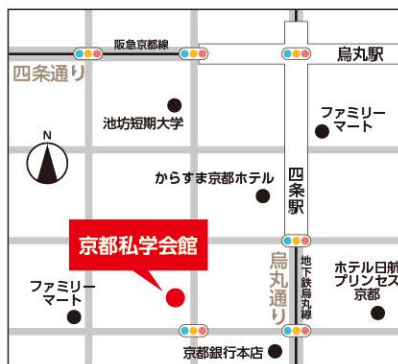 阪急京都線
烏丸駅
四条通り
池坊短期大学
ファミリー
マート
N
からすま京都ホテル
四条駅
京都私学会館
烏丸通り
地下鉄烏丸線
ホテル日航
プリンセス
京都
ファミリー
マート
京都銀行本店